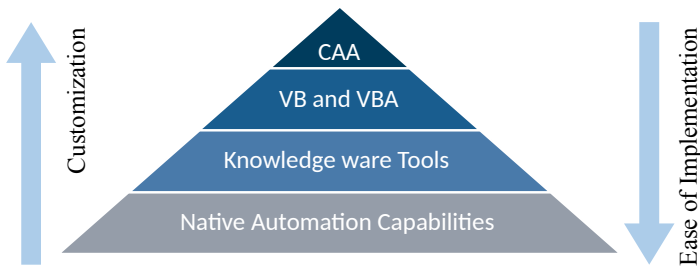 CAA
VB and VBA
Knowledge ware Tools
Native Automation Capabilities
Customization
Ease of Implementation